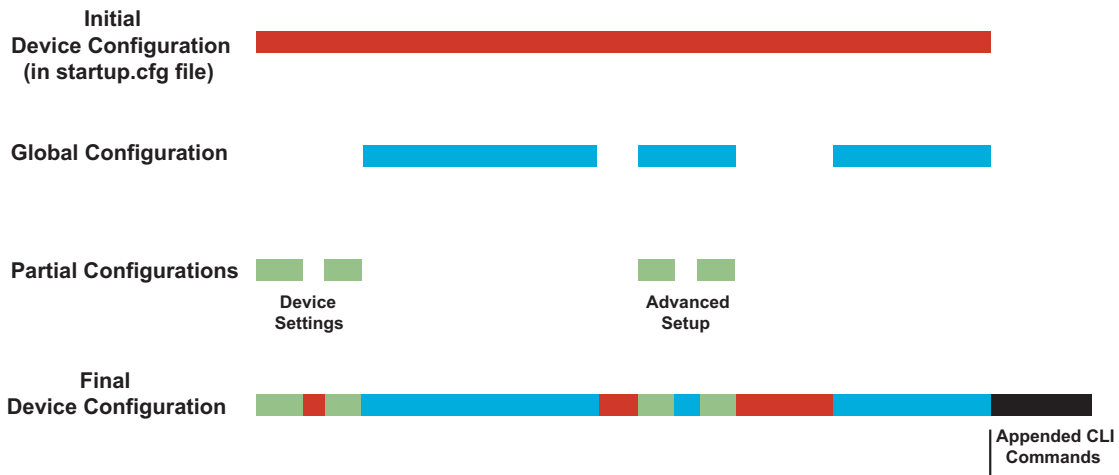 Initial
Device Configuration
(in startup.cfg file)
Global Configuration
Partial Configurations
Device
Settings
Advanced
Setup
Final
Device Configuration
Appended CLI
Commands